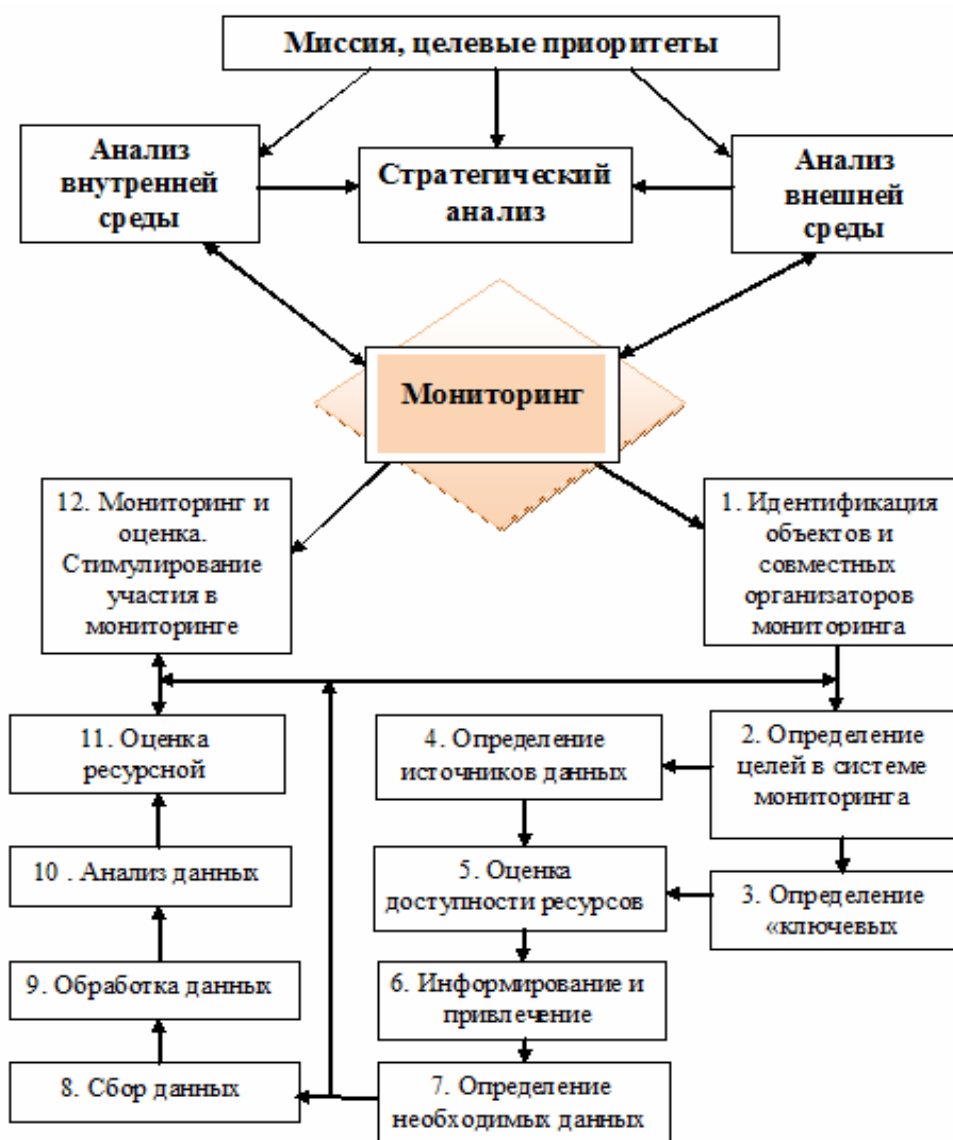 Миссия, целевые приоритеты
Анализ
внутренней
среды
Стратегический
анализ
Анализ
внешней
среды
Мониторинг
12. Мониторинг и
оценка.
Стимулирование
участия в
мониторинге
1. Идентификация
объектов и
совместных
организаторов
мониторинга
11. Оценка
ресурсной
4. Определение
источников данных
2. Определение
целей в системе
мониторинга
10 . Анализ данных
5. Оценка
доступности ресурсов
3. Определение
«ключевых
9. Обработка данных
6. Информирование и
привлечение
8. Сбор данных
7. Определение
необходимых данных